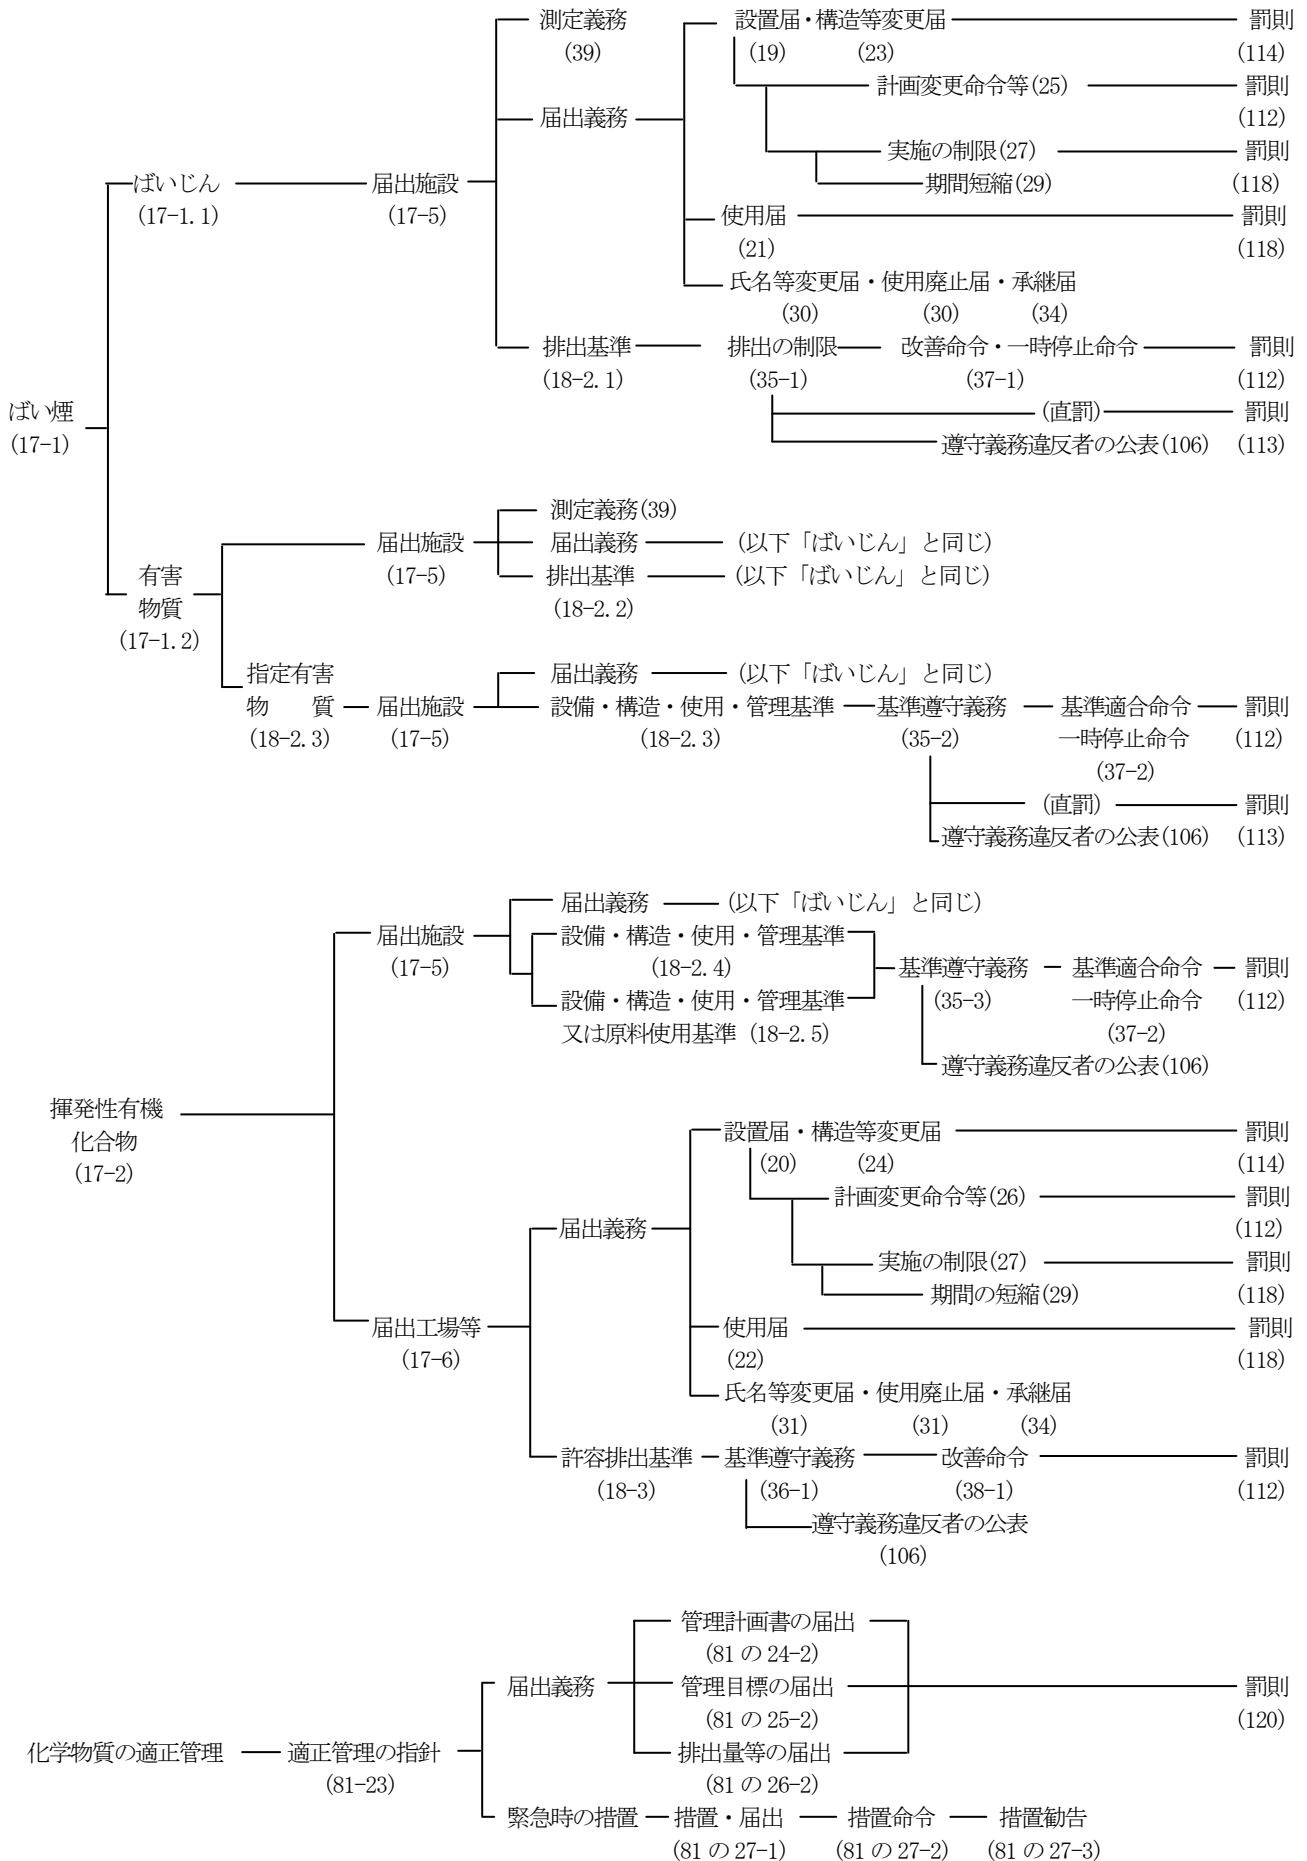 測定義務 設置届・構造等変更届 罰則
(39) (19) (23) (114)
計画変更命令等(25) 罰則
届出義務 (112)
実施の制限(27) 罰則
ばいじん 届出施設 期間短縮(29) (118)
(17-1.1) (17-5) 使用届 罰則
(21) (118)
氏名等変更届・使用廃止届・承継届
(30) (30) (34)
排出基準 排出の制限 改善命令・一時停止命令 罰則
(18-2.1) (35-1) (37-1) (112)
ばい煙 (直罰) 罰則
(17-1) 遵守義務違反者の公表(106) (113)
測定義務(39)
届出施設 届出義務 (以下「ばいじん」と同じ)
有害 (17-5) 排出基準 (以下「ばいじん」と同じ)
物質 (18-2.2)
(17-1.2)
指定有害 届出義務 (以下「ばいじん」と同じ)
物 質 届出施設 設備・構造・使用・管理基準 基準遵守義務 基準適合命令 罰則
(18-2.3) (17-5) (18-2.3) (35-2) 一時停止命令 (112)
(37-2)
(直罰) 罰則
遵守義務違反者の公表(106) (113)
届出義務 (以下「ばいじん」と同じ)
届出施設 設備・構造・使用・管理基準
(17-5) (18-2.4) 基準遵守義務 基準適合命令 罰則
設備・構造・使用・管理基準 (35-3) 一時停止命令 (112)
又は原料使用基準 (18-2.5) (37-2)
遵守義務違反者の公表(106)
揮発性有機
化合物 設置届・構造等変更届 罰則
(17-2) (20) (24) (114)
計画変更命令等(26) 罰則
届出義務 (112)
実施の制限(27) 罰則
期間の短縮(29) (118)
届出工場等 使用届 罰則
(17-6) (22) (118)
氏名等変更届・使用廃止届・承継届
(31) (31) (34)
許容排出基準 基準遵守義務 改善命令 罰則
(18-3) (36-1) (38-1) (112)
遵守義務違反者の公表
(106)
管理計画書の届出
(81の24-2)
届出義務 管理目標の届出 罰則
(81の25-2) (120)
化学物質の適正管理 適正管理の指針 排出量等の届出
(81-23) (81の26-2)
緊急時の措置 措置・届出 措置命令 措置勧告
(81の27-1) (81の27-2) (81の27-3)